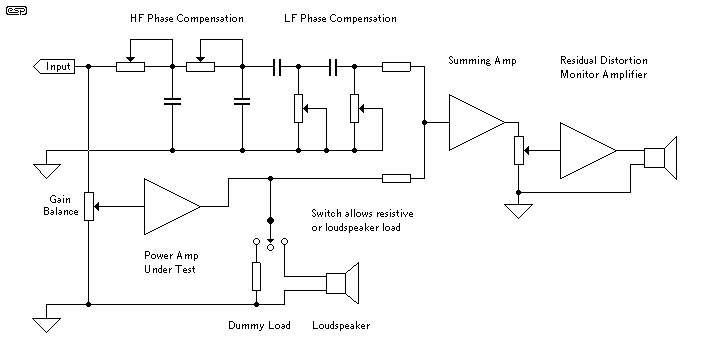 esp
HF Phase Compensation
LF Phase Compensation
Input
Summing Amp
Residual Distortion
Monitor Amplifier
Gain
Balance
Switch allows resistive
or loudspeaker load
Power Amp
Under Test
Dummy Load
Loudspeaker